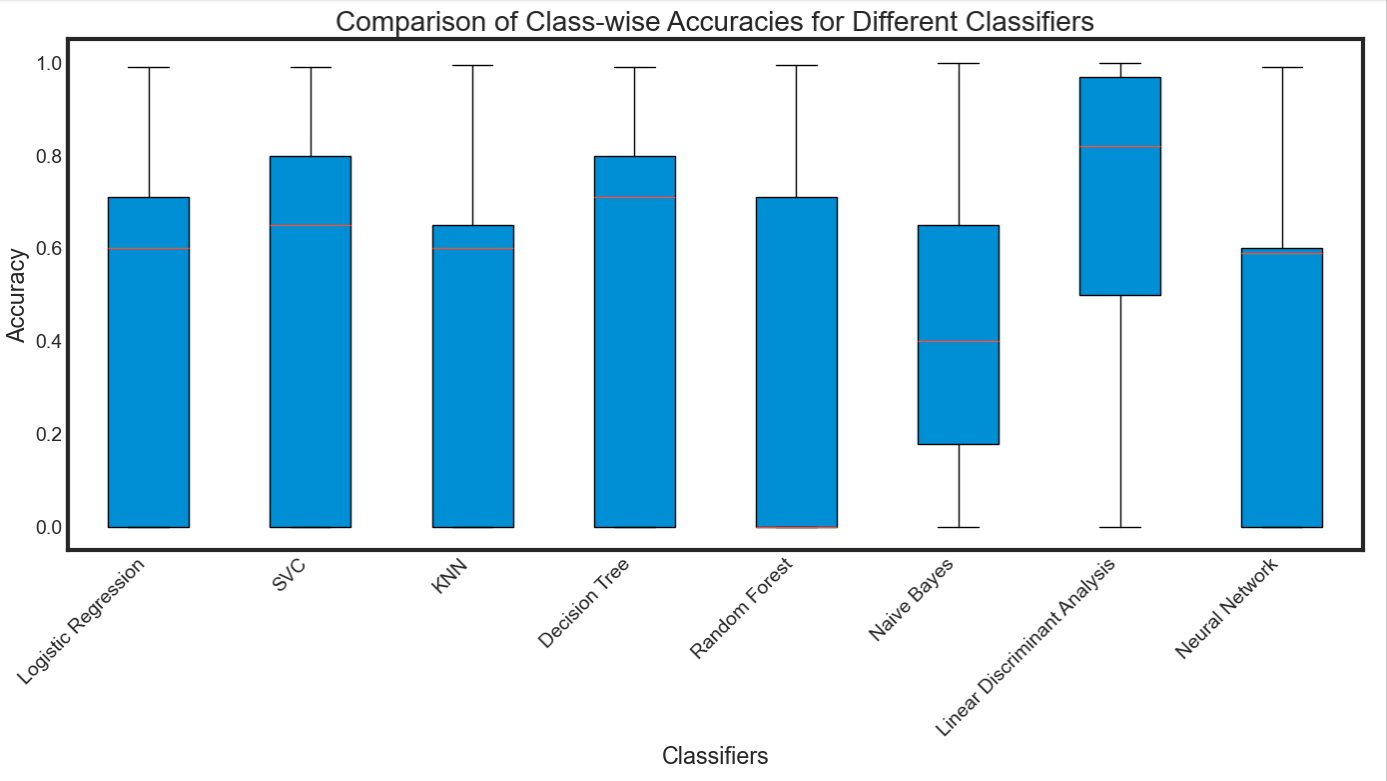 Comparison of Class-wise Accuracies for Different Classifiers
1.0
0.8
0.6
0.4
0.2
0.0
Accuracy
Logistic Regression
SVC
KNN
Decision Tree
Random Forest
Naive Bayes
Linear Discriminant Analysis
Neural Network
Classifiers